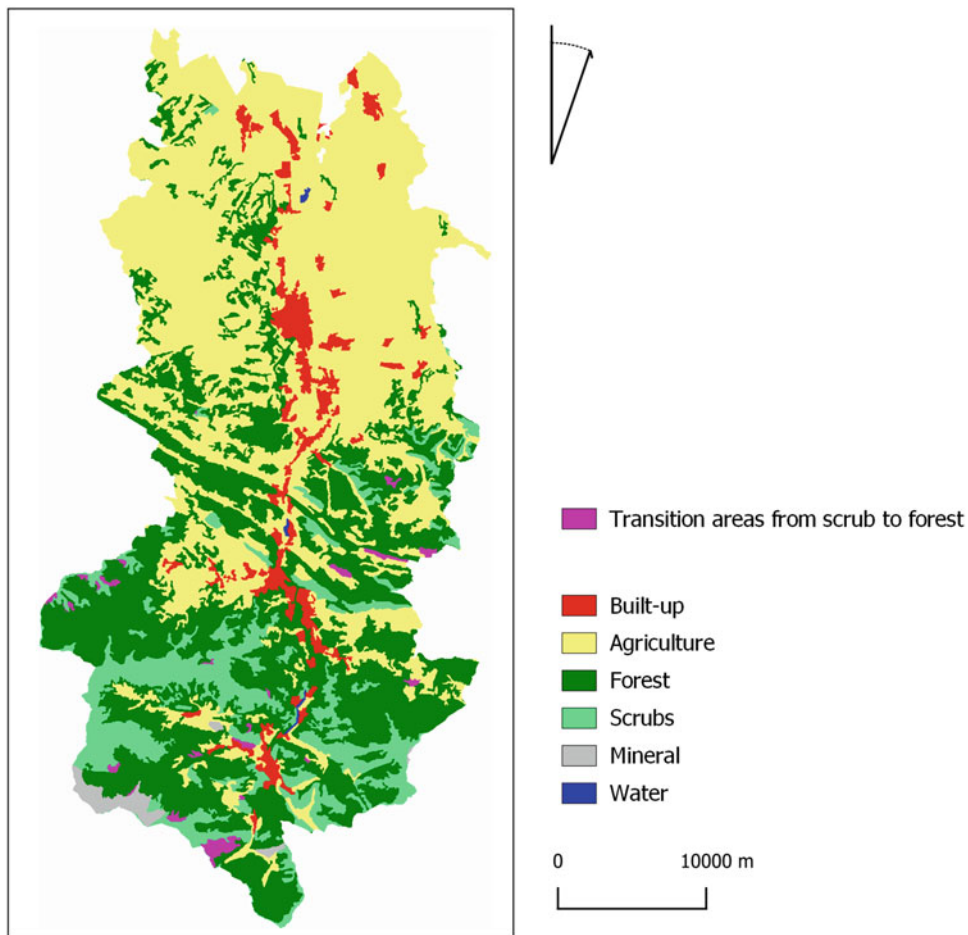 Transition areas from scrub to forest
Built-up
Agriculture
Forest
Scrubs
Mineral
Water
0 10000 m